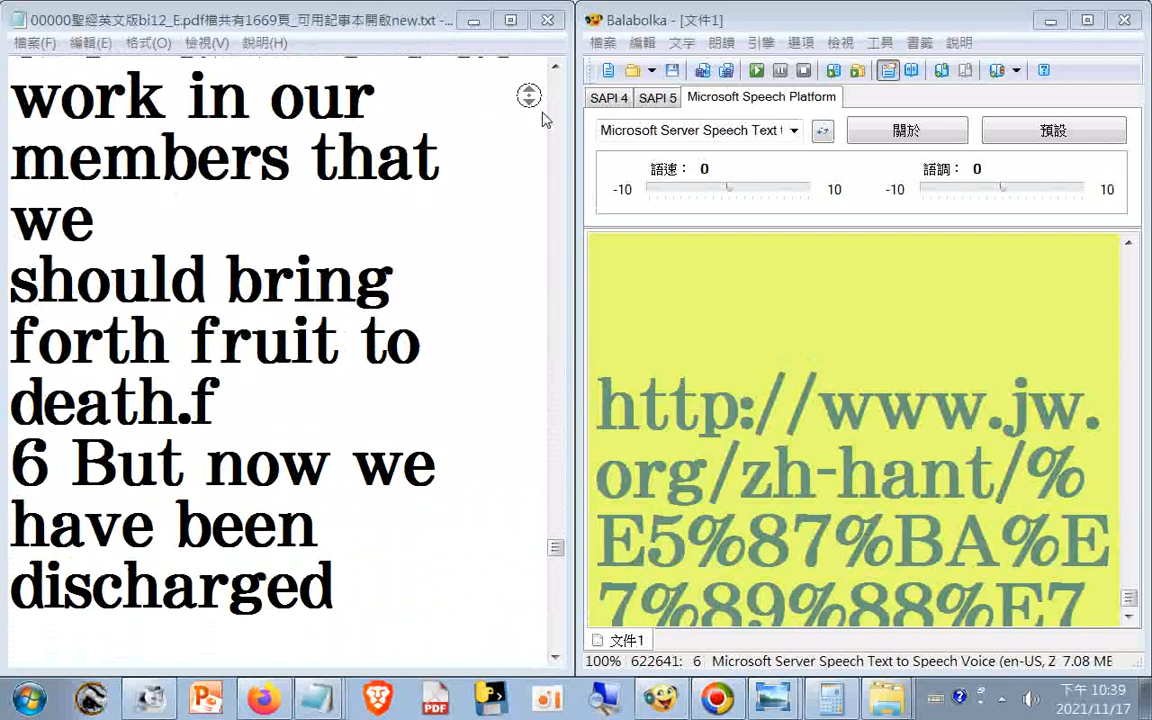 00000聖經英文版bi12_E.pdf檔共有1669頁_可用記事本開啟new.txt -...
檔案(F) 編輯(E) 格式(O) 檢視(V) 說明(H)
work in our
members that
we
should bring
forth fruit to
death.f
6 But now we
have been
discharged
Balabolka - [文件1]
檔案 編輯 文字 朗讀 引擎 選項 檢視 工具 書籤 說明
SAPI 4 SAPI 5 Microsoft Speech Platform
Microsoft Server Speech Text t 關於 預設
語速： 0 語調： 0
-10 10 -10 10
http://www.jw.
org/zh-hant/%
E5%87%BA%E
7%89%88%E7
文件1
100% 622641: 6 Microsoft Server Speech Text to Speech Voice (en-US, Z 7.08 ME
PDF
下午 10:39
2021/11/17